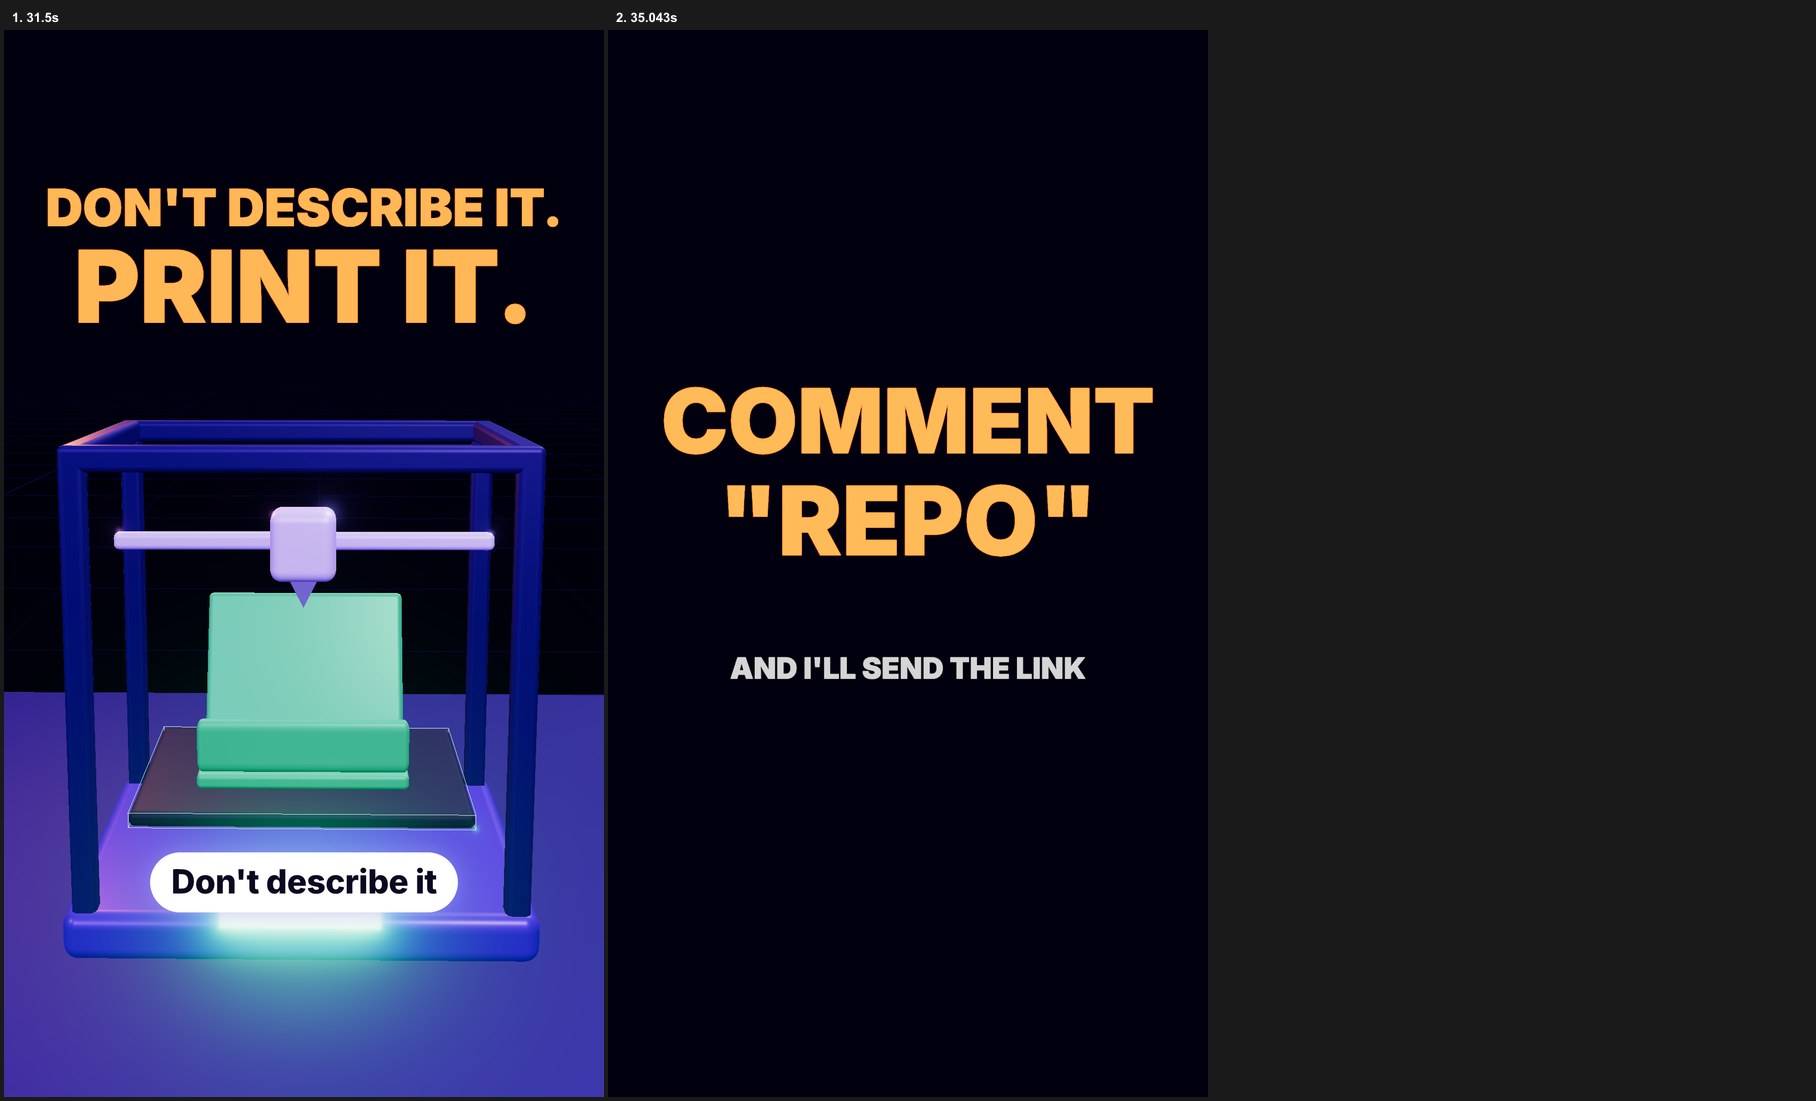 1. 31.5s
DON'T DESCRIBE IT.
PRINT IT.
Don't describe it
2. 35.043s
COMMENT
"REPO"
AND I'LL SEND THE LINK